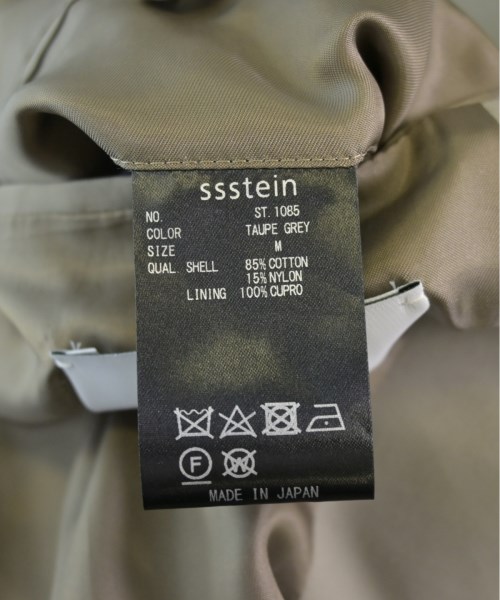 ssstein
NO. ST.1085
COLOR TAUPE GREY
SIZE M
QUAL. SHELL 85% COTTON
15% NYLON
LINING 100% CUPRO
F W
MADE IN JAPAN